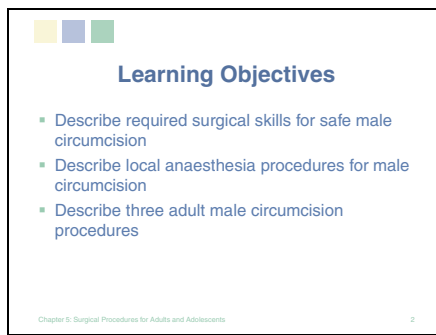 Learning Objectives
▪ Describe required surgical skills for safe male
circumcision
▪ Describe local anaesthesia procedures for male
circumcision
▪ Describe three adult male circumcision
procedures
Chapter 5: Surgical Procedures for Adults and Adolescents 2